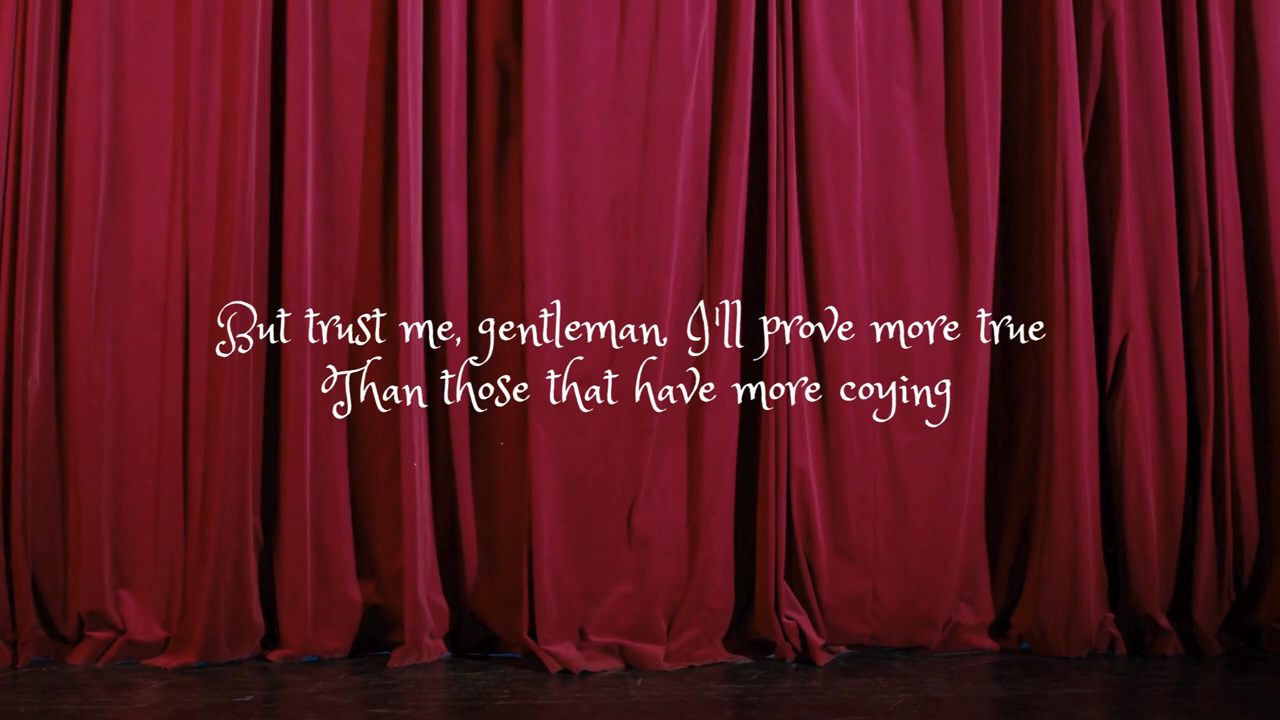 But trust me, gentleman, I'll prove more true
Than those that have more coying